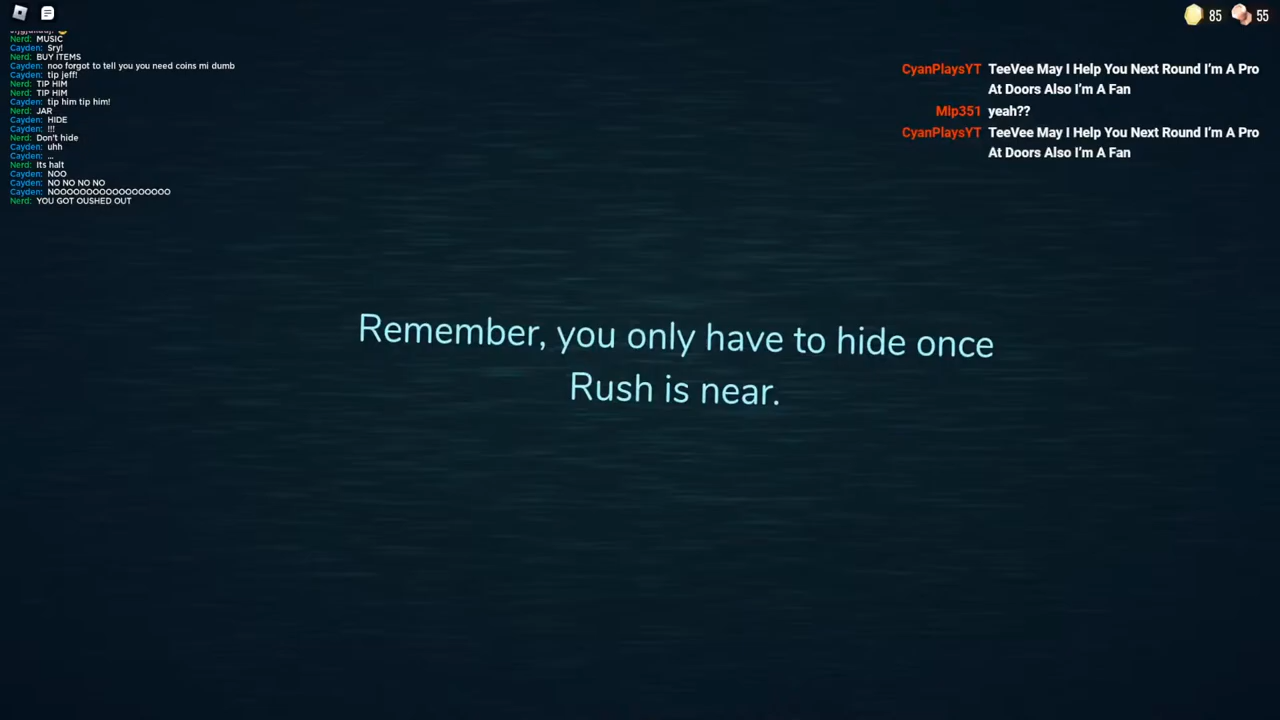 85
55
Nerd: MUSIC
Cayden: Sry!
Nerd: BUY ITEMS
Cayden: noo forgot to tell you you need coins mi dumb
Cayden: tip jeff!
Nerd: TIP HIM
Nerd: TIP HIM
Cayden: tip him tip him!
Nerd: JAR
Cayden: HIDE
Cayden: !!!
Nerd: Don't hide
Cayden: uhh
Cayden: ...
Nerd: Its halt
Cayden: NOO
Cayden: NO NO NO NO
Cayden: NOOOOOOOOOOOOOOOOOO
Nerd: YOU GOT OUSHED OUT
CyanPlaysYT TeeVee May I Help You Next Round I'm A Pro
At Doors Also I'm A Fan
Mlp351 yeah??
CyanPlaysYT TeeVee May I Help You Next Round I'm A Pro
At Doors Also I'm A Fan
Remember, you only have to hide once
Rush is near.